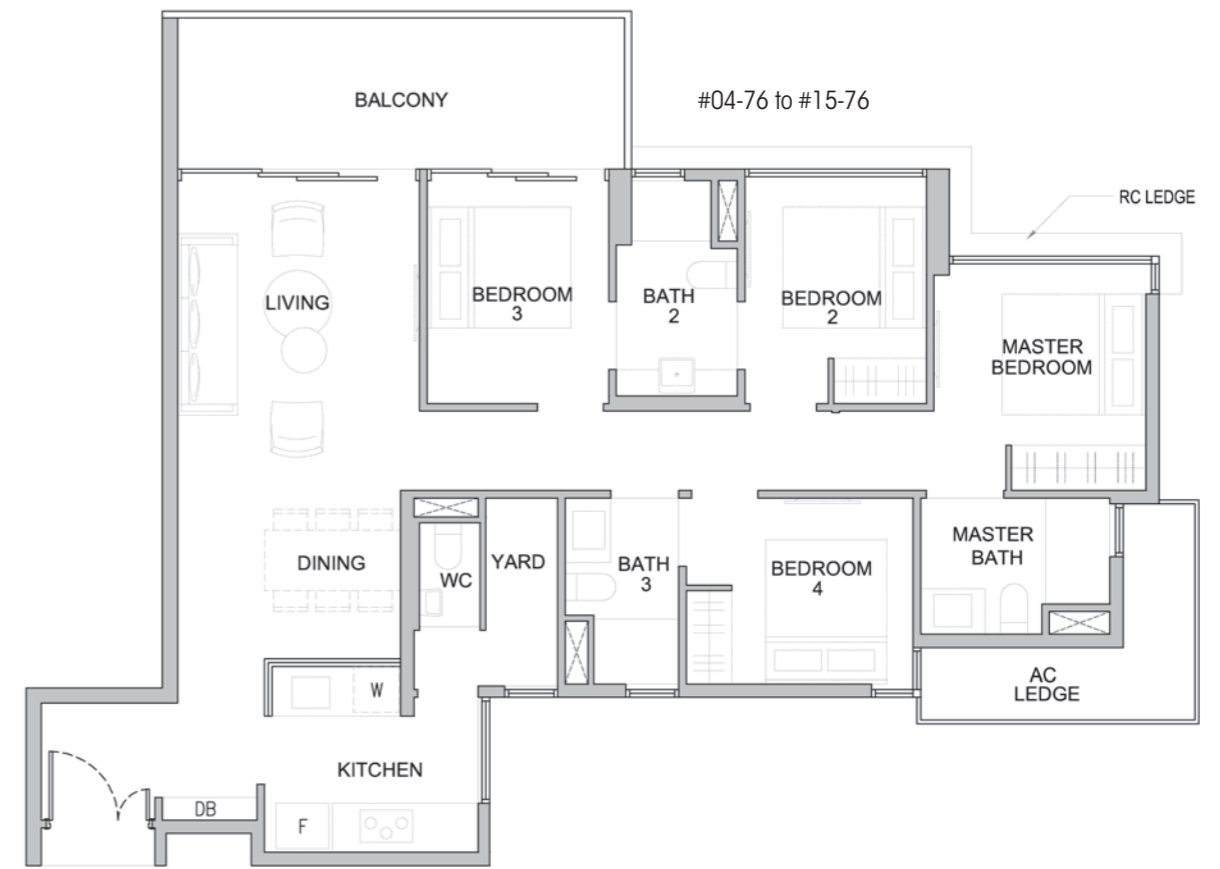 BALCONY
#04-76 to #15-76
RC LEDGE
LIVING
BEDROOM
3
BATH
2
BEDROOM
2
MASTER
BEDROOM
DINING
WC
YARD
BATH
3
BEDROOM
4
MASTER
BATH
W
AC
LEDGE
KITCHEN
DB
F